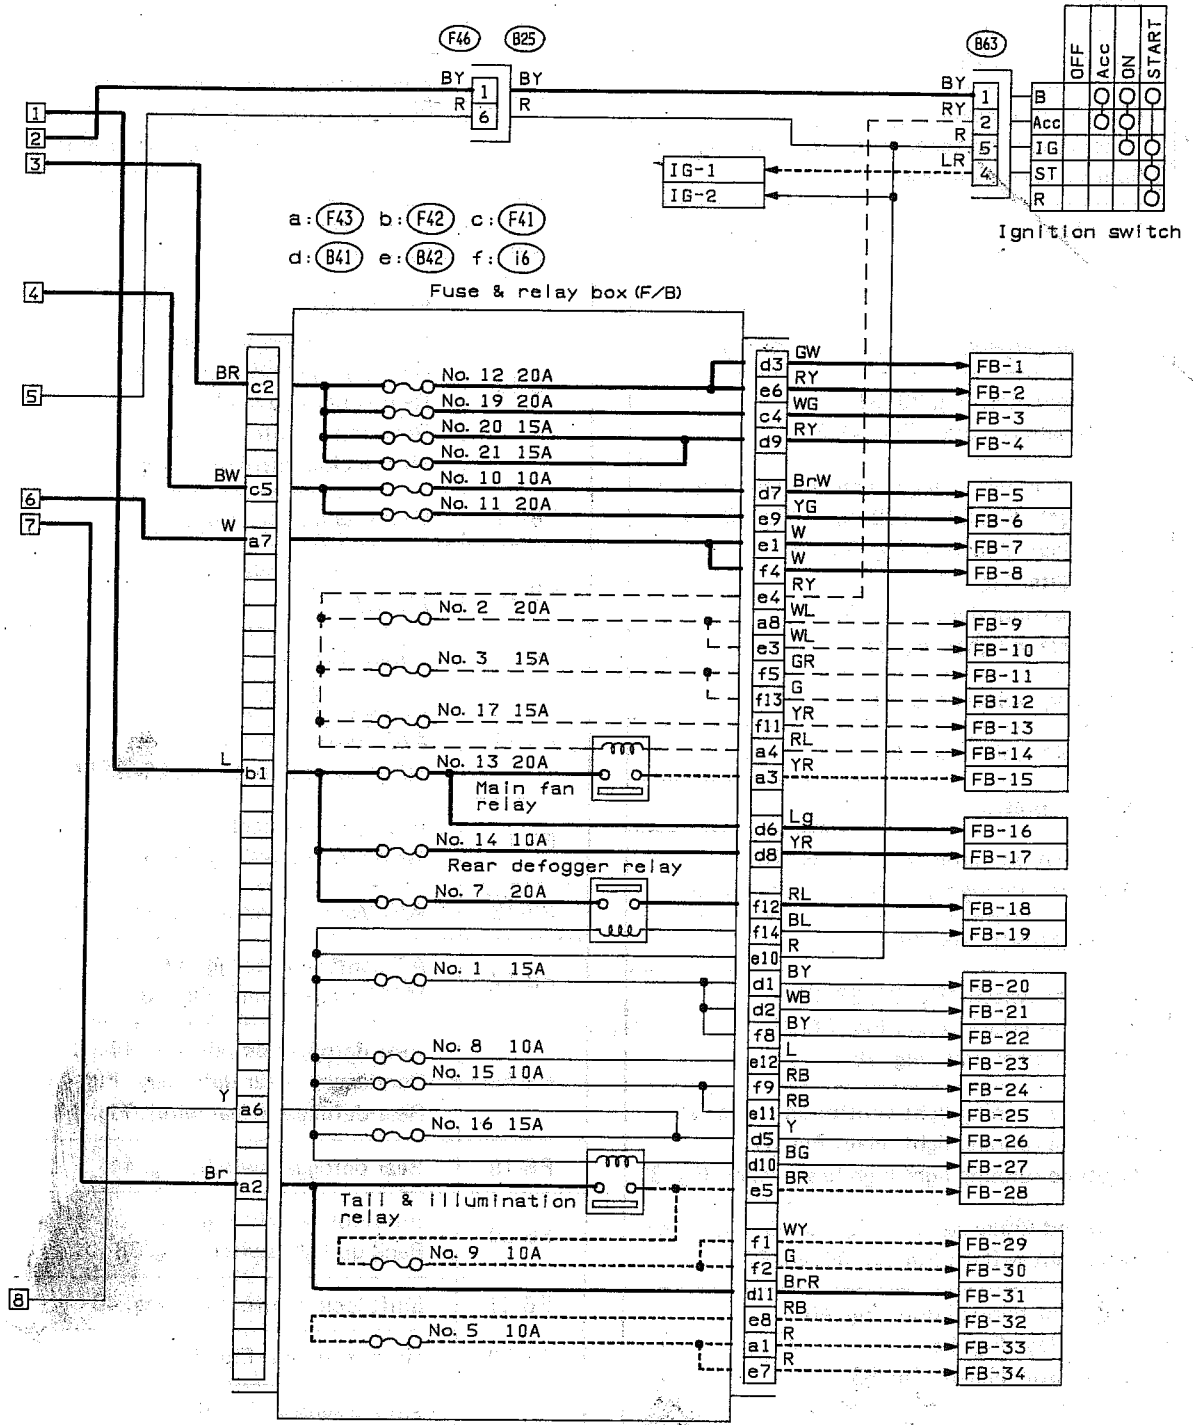 F46 B25 B63
OFF Acc ON START
BY 1 BY BY 1 B
R 6 R RY 2 Acc
R 5 IG
LR 4 ST
R
Ignition switch
1
2
3
4
5
6
7
8
IG-1
IG-2
a: F43 b: F42 c: F41
d: B41 e: B42 f: i6
Fuse & relay box (F/B)
BR c2
BW c5
W a7
L b1
Y a6
Br a2
No. 12 20A
No. 19 20A
No. 20 15A
No. 21 15A
No. 10 10A
No. 11 20A
No. 2 20A
No. 3 15A
No. 17 15A
No. 13 20A
Main fan
relay
No. 14 10A
Rear defogger relay
No. 7 20A
No. 1 15A
No. 8 10A
No. 15 10A
No. 16 15A
Tail & illumination
relay
No. 9 10A
No. 5 10A
d3 GW FB-1
e6 RY FB-2
c4 WG FB-3
d9 RY FB-4
d7 BrW FB-5
e9 YG FB-6
e1 W FB-7
f4 W FB-8
e4 RY
a8 WL FB-9
e3 WL FB-10
f5 GR FB-11
f13 G FB-12
f11 YR FB-13
a4 RL FB-14
a3 YR FB-15
d6 Lg FB-16
d8 YR FB-17
f12 RL FB-18
f14 BL FB-19
e10 R
d1 BY FB-20
d2 WB FB-21
f8 BY FB-22
e12 L FB-23
f9 RB FB-24
e11 RB FB-25
d5 Y FB-26
d10 BG FB-27
e5 BR FB-28
f1 WY FB-29
f2 G FB-30
d11 BrR FB-31
e8 RB FB-32
a1 R FB-33
e7 R FB-34